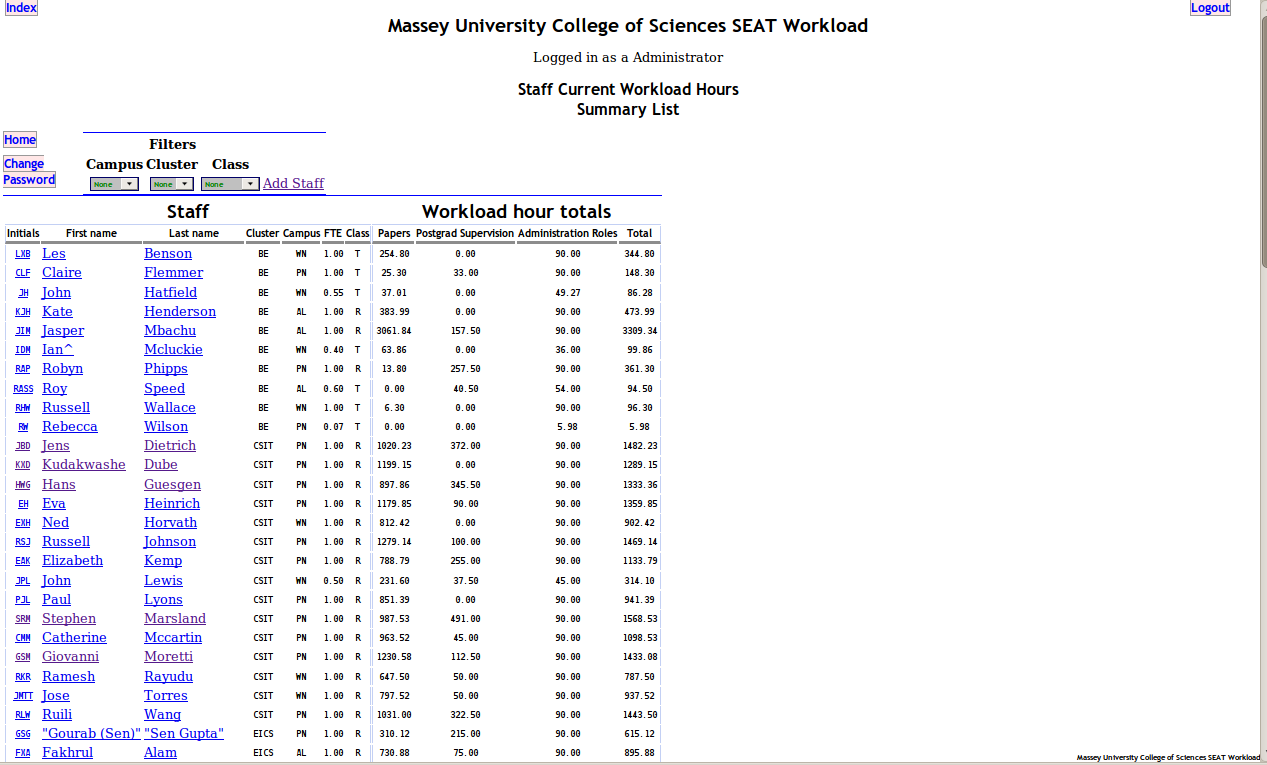 Index Logout
Massey University College of Sciences SEAT Workload
Logged in as a Administrator
Staff Current Workload Hours
Summary List
Home
Change
Password
Filters
Campus Cluster Class
None None None Add Staff
Staff Workload hour totals
Initials First name Last name Cluster Campus FTE Class Papers Postgrad Supervision Administration Roles Total
LXB Les Benson BE WN 1.00 T 254.80 0.00 90.00 344.80
CLF Claire Flemmer BE PN 1.00 T 25.30 33.00 90.00 148.30
JH John Hatfield BE WN 0.55 T 37.01 0.00 49.27 86.28
KJH Kate Henderson BE AL 1.00 R 383.99 0.00 90.00 473.99
JIM Jasper Mbachu BE AL 1.00 R 3061.84 157.50 90.00 3309.34
IDM Ian^ Mcluckie BE WN 0.40 T 63.86 0.00 36.00 99.86
RAP Robyn Phipps BE PN 1.00 R 13.80 257.50 90.00 361.30
RASS Roy Speed BE AL 0.60 T 0.00 40.50 54.00 94.50
RHW Russell Wallace BE WN 1.00 T 6.30 0.00 90.00 96.30
RW Rebecca Wilson BE PN 0.07 T 0.00 0.00 5.98 5.98
JBD Jens Dietrich CSIT PN 1.00 R 1020.23 372.00 90.00 1482.23
KXD Kudakwashe Dube CSIT PN 1.00 R 1199.15 0.00 90.00 1289.15
HWG Hans Guesgen CSIT PN 1.00 R 897.86 345.50 90.00 1333.36
EH Eva Heinrich CSIT PN 1.00 R 1179.85 90.00 90.00 1359.85
EXH Ned Horvath CSIT WN 1.00 R 812.42 0.00 90.00 902.42
RSJ Russell Johnson CSIT PN 1.00 R 1279.14 100.00 90.00 1469.14
EAK Elizabeth Kemp CSIT PN 1.00 R 788.79 255.00 90.00 1133.79
JPL John Lewis CSIT WN 0.50 R 231.60 37.50 45.00 314.10
PJL Paul Lyons CSIT PN 1.00 R 851.39 0.00 90.00 941.39
SRM Stephen Marsland CSIT PN 1.00 R 987.53 491.00 90.00 1568.53
CMM Catherine Mccartin CSIT PN 1.00 R 963.52 45.00 90.00 1098.53
GSM Giovanni Moretti CSIT PN 1.00 R 1230.58 112.50 90.00 1433.08
RKR Ramesh Rayudu CSIT WN 1.00 R 647.50 50.00 90.00 787.50
JMTT Jose Torres CSIT WN 1.00 R 797.52 50.00 90.00 937.52
RLW Ruili Wang CSIT PN 1.00 R 1031.00 322.50 90.00 1443.50
GSG "Gourab (Sen)" "Sen Gupta" EICS PN 1.00 R 310.12 215.00 90.00 615.12
FXA Fakhrul Alam EICS AL 1.00 R 730.88 75.00 90.00 895.88
Massey University College of Sciences SEAT Workload